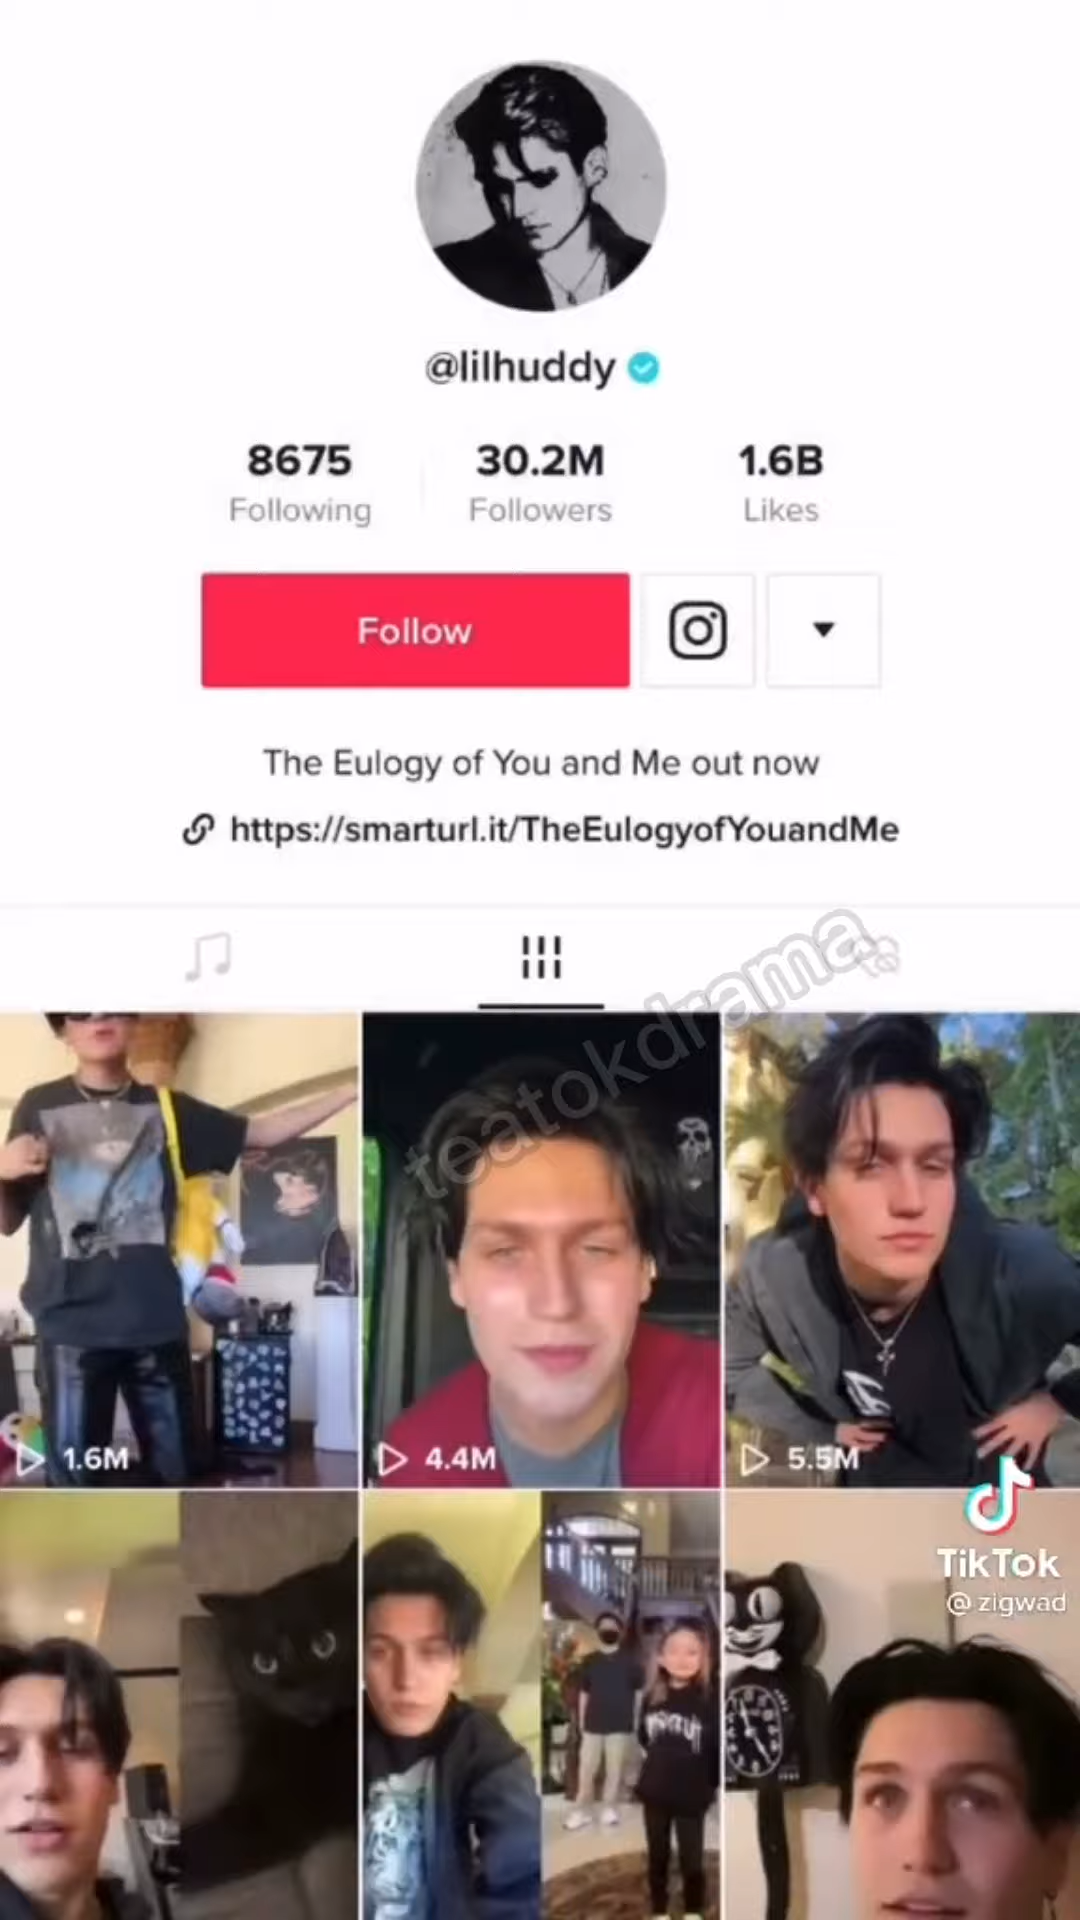 @lilhuddy
8675 30.2M 1.6B
Following Followers Likes
Follow
The Eulogy of You and Me out now
https://smarturl.it/TheEulogyofYouandMe
teatokdrama
1.6M 4.4M 5.5M
TikTok
@zigwad